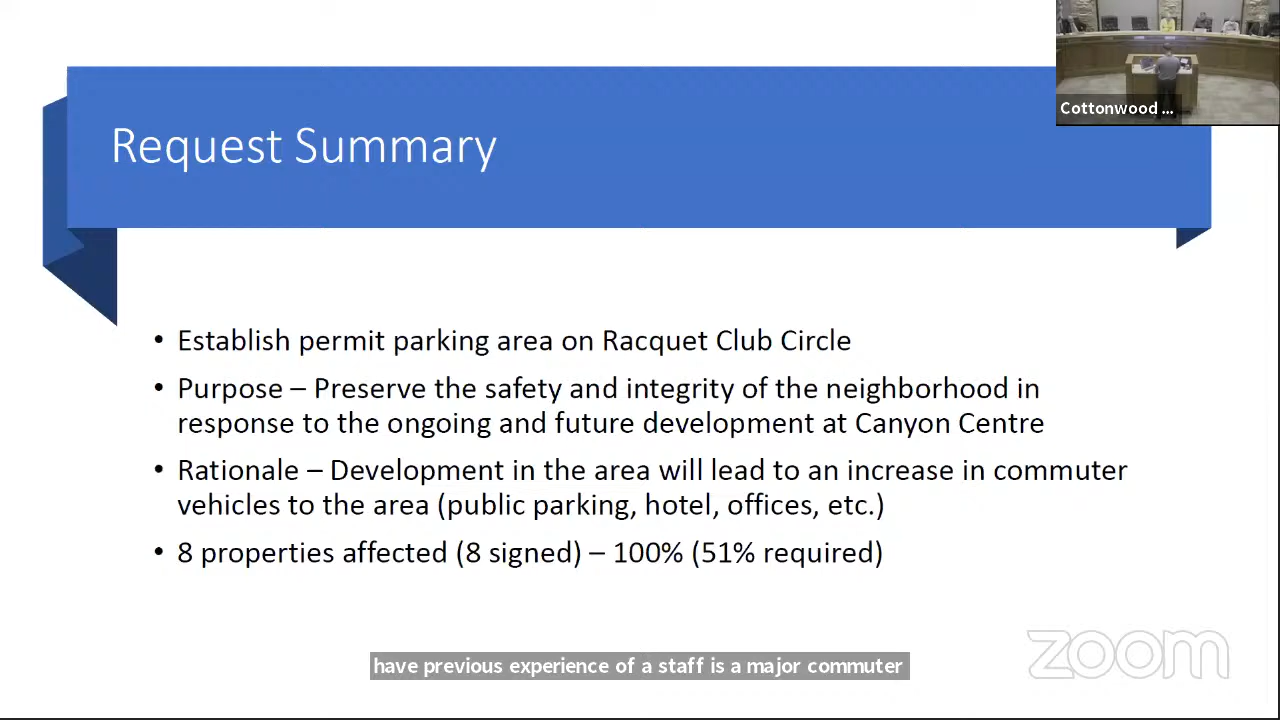 Cottonwood ...
Request Summary
• Establish permit parking area on Racquet Club Circle
• Purpose – Preserve the safety and integrity of the neighborhood in
response to the ongoing and future development at Canyon Centre
• Rationale – Development in the area will lead to an increase in commuter
vehicles to the area (public parking, hotel, offices, etc.)
• 8 properties affected (8 signed) – 100% (51% required)
have previous experience of a staff is a major commuter
zoom